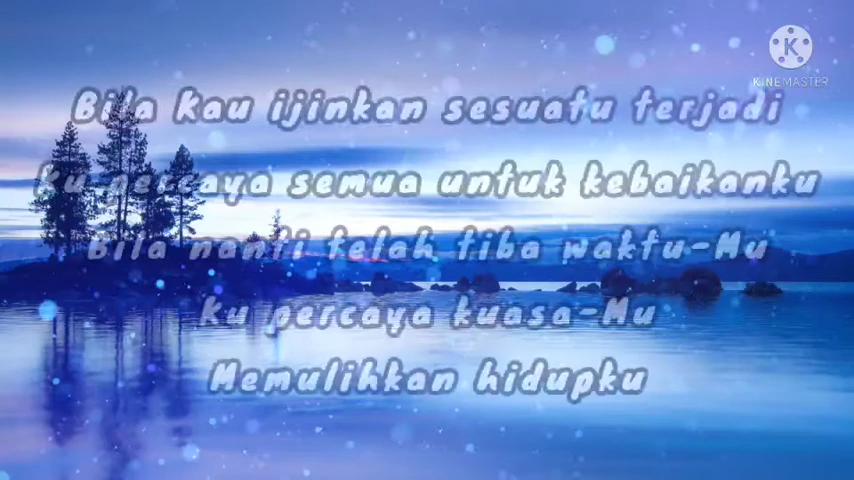 KINEMASTER
Bila Kau ijinkan sesuatu terjadi
Ku percaya semua untuk kebaikanku
Bila nanti telah tiba waktu-Mu
Ku percaya kuasa-Mu
Memulihkan hidupku